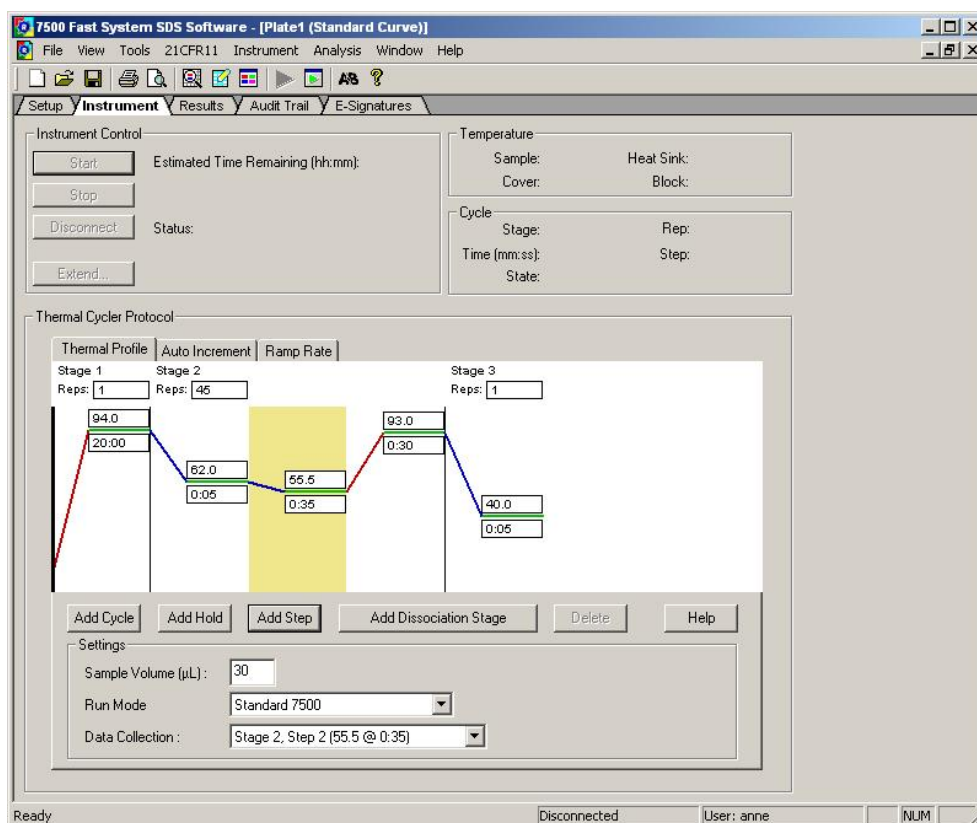 7500 Fast System SDS Software - [Plate1 (Standard Curve)]
File View Tools 21CFR11 Instrument Analysis Window Help
Setup Instrument Results Audit Trail E-Signatures
Instrument Control
Start Estimated Time Remaining (hh:mm):
Stop
Disconnect Status:
Extend...
Temperature
Sample: Heat Sink:
Cover: Block:
Cycle
Stage: Rep:
Time (mm:ss): Step:
State:
Thermal Cycler Protocol
Thermal Profile Auto Increment Ramp Rate
Stage 1 Stage 2 Stage 3
Reps: 1 Reps: 45 Reps: 1
94.0 93.0
20:00 0:30
62.0 55.5
0:05 0:35
40.0
0:05
Add Cycle Add Hold Add Step Add Dissociation Stage Delete Help
Settings
Sample Volume (µL) : 30
Run Mode Standard 7500
Data Collection : Stage 2, Step 2 (55.5 @ 0:35)
Ready Disconnected User: anne NUM